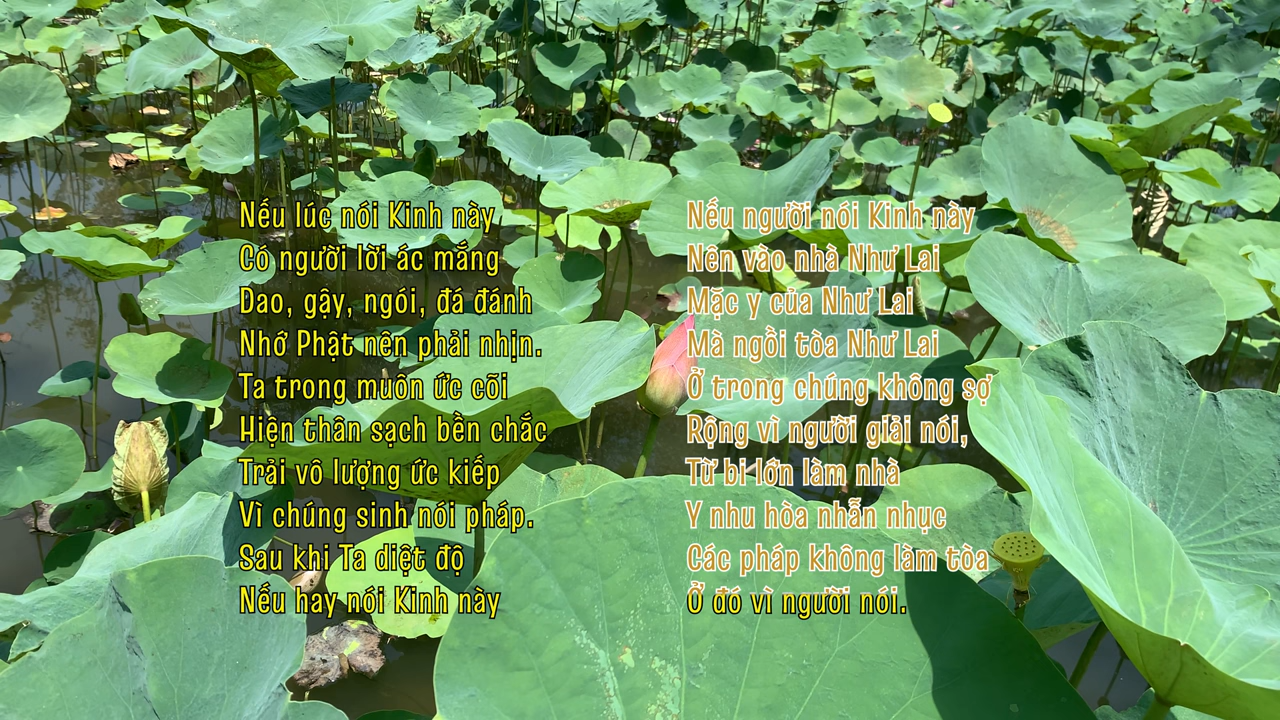 Nếu lúc nói Kinh này
Có người lời ác mắng
Dao, gậy, ngói, đá đánh
Nhớ Phật nên phải nhịn.
Ta trong muôn ức cõi
Hiện thân sạch bền chắc
Trải vô lượng ức kiếp
Vì chúng sinh nói pháp.
Sau khi Ta diệt độ
Nếu hay nói Kinh này
Nếu người nói Kinh này
Nên vào nhà Như Lai
Mặc y của Như Lai
Mà ngồi tòa Như Lai
Ở trong chúng không sợ
Rộng vì người giải nói,
Từ bi lớn làm nhà
Y nhu hòa nhẫn nhục
Các pháp không làm tòa
Ở đó vì người nói.